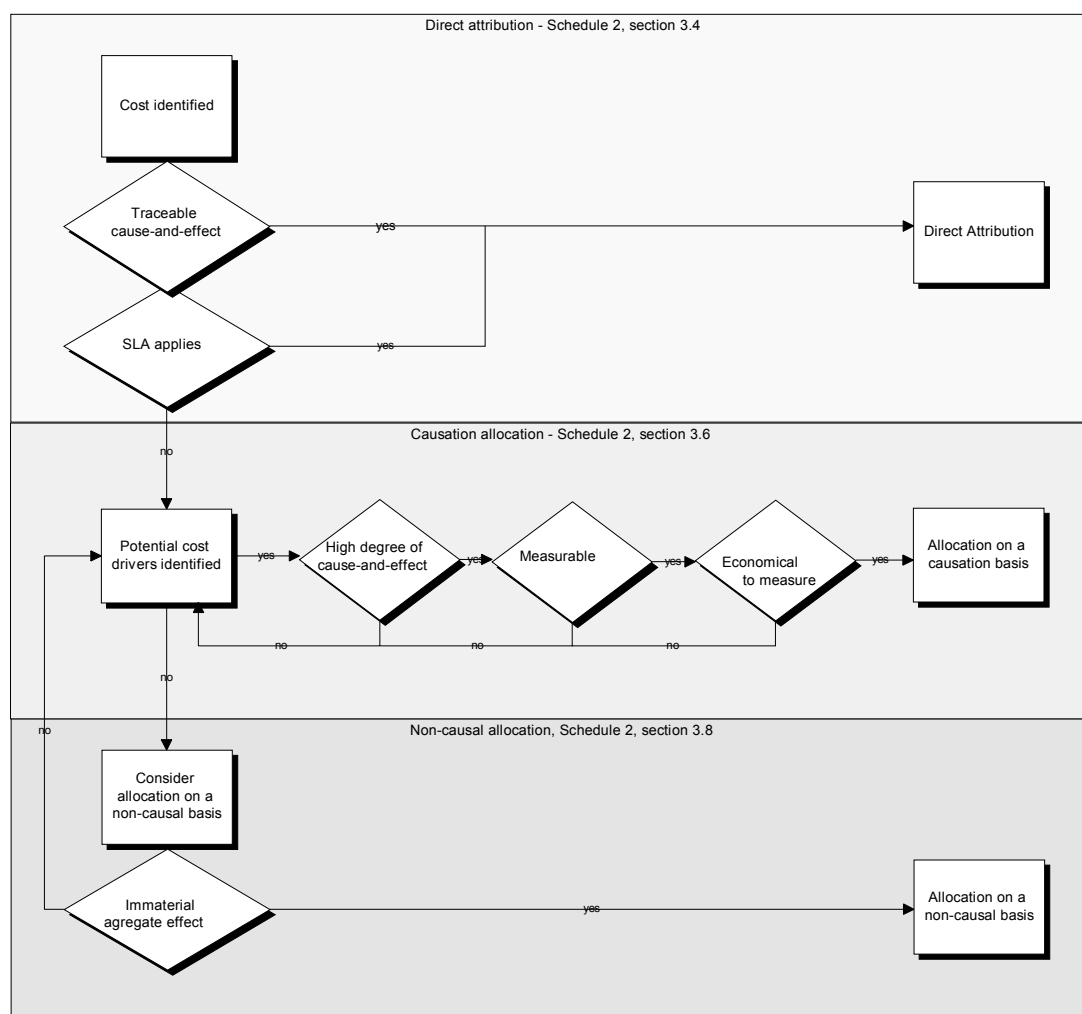 Direct attribution - Schedule 2, section 3.4
Cost identified
Traceable
cause-and-effect
yes
Direct Attribution
SLA applies
yes
no
Causation allocation - Schedule 2, section 3.6
Potential cost
drivers identified
yes
High degree of
cause-and-effect
yes
Measurable
yes
Economical
to measure
yes
Allocation on a
causation basis
no
no
no
no
no
Non-causal allocation, Schedule 2, section 3.8
Consider
allocation on a
non-causal basis
Immaterial
agregate effect
yes
Allocation on a
non-causal basis